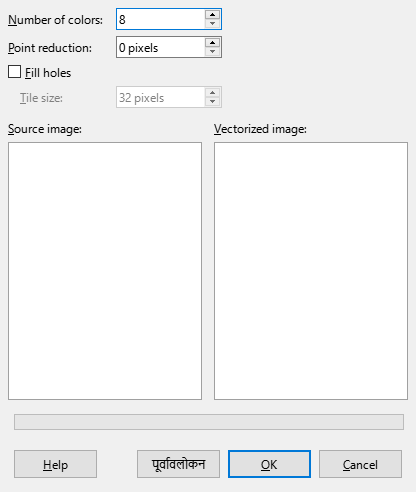 Number of colors: 8
Point reduction: 0 pixels
Fill holes
Tile size: 32 pixels
Source image: Vectorized image:
Help पूर्वावलोकन OK Cancel